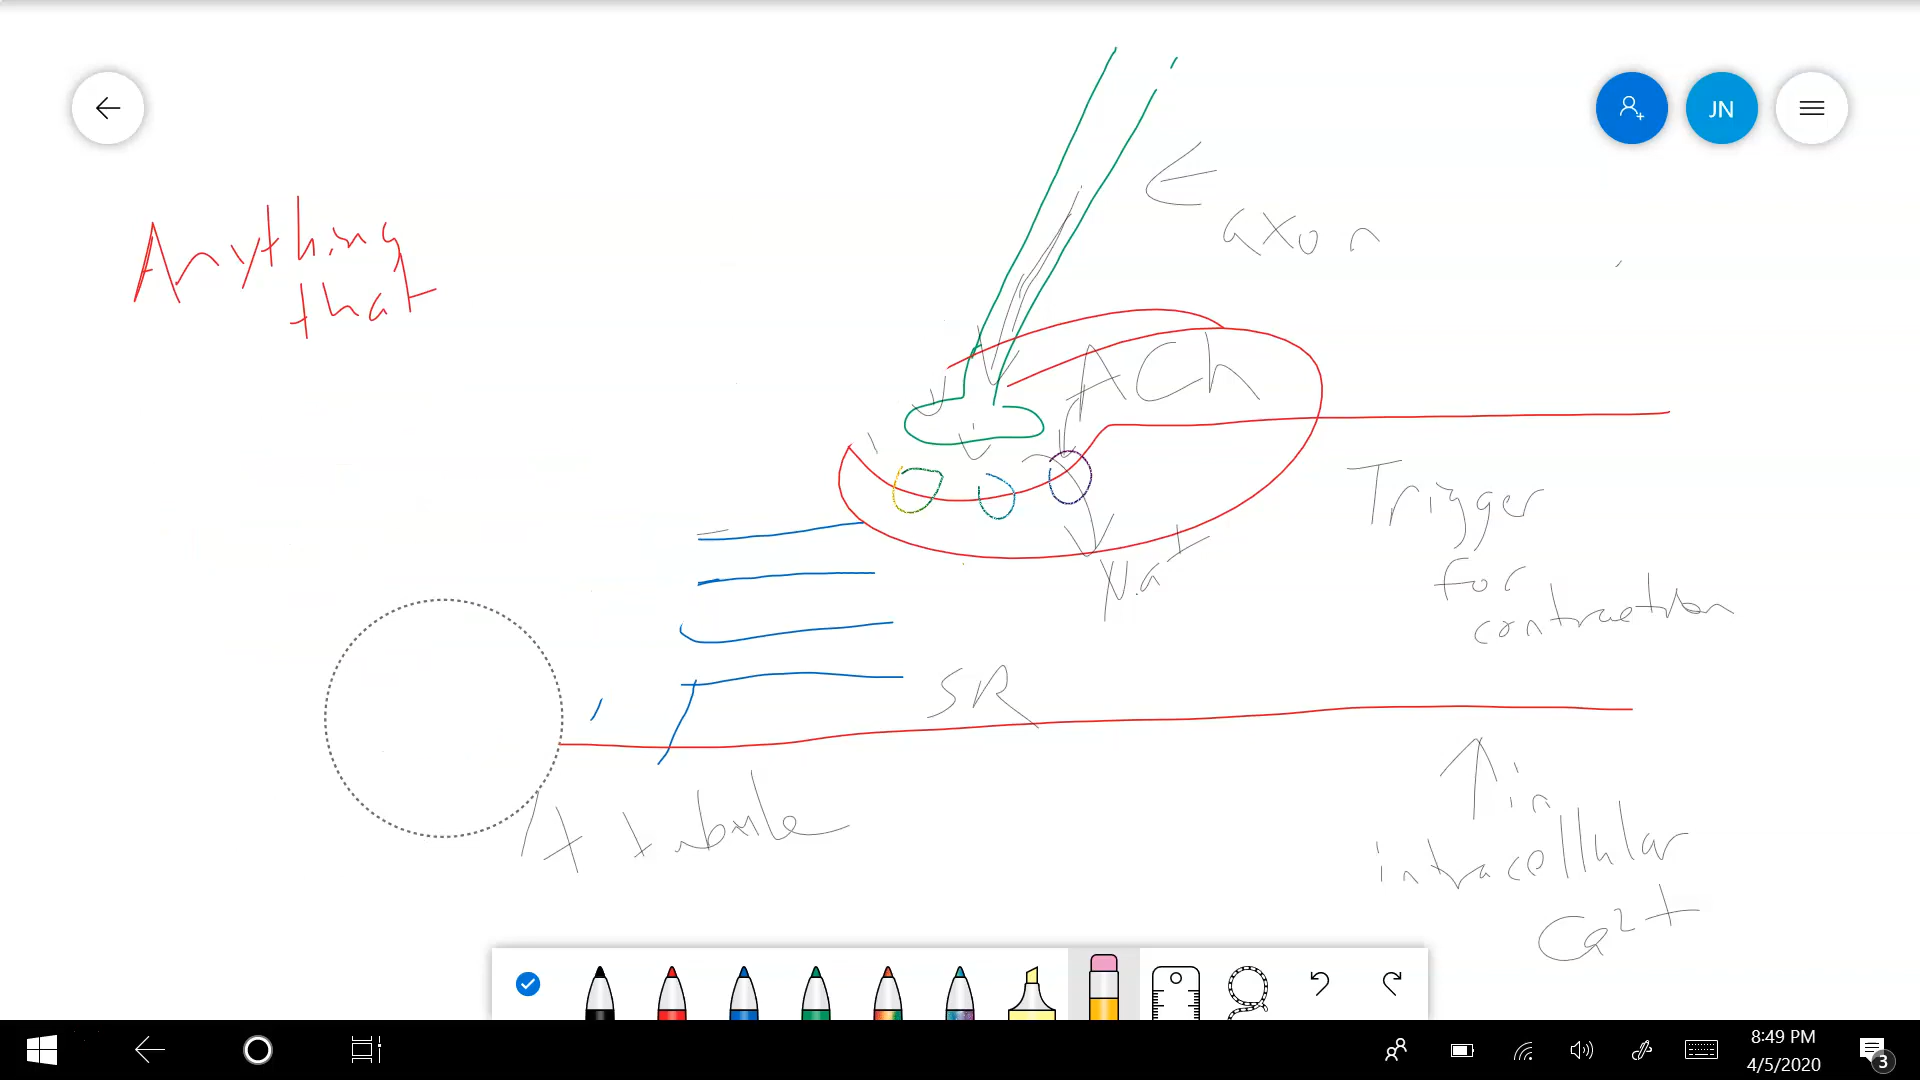 JN
axon
Anything
that
ACh
Trigger
for
contraction
Na+
SR
↑ in
intracellular
Ca2+
t tubule
8:49 PM
4/5/2020
3